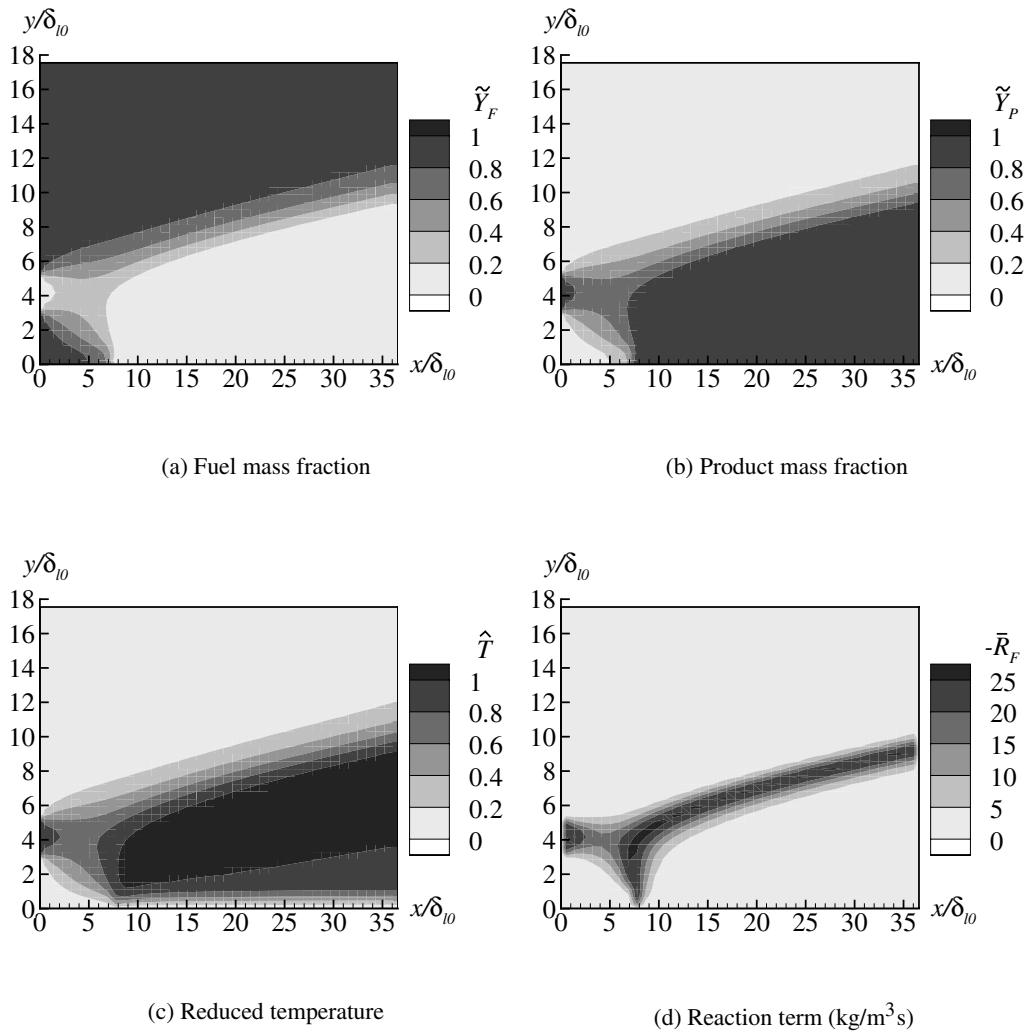 y/δl0 y/δl0
18 18
16 16
14 ỸF 14 ỸP
12 1 12 1
10 0.8 10 0.8
8 0.6 8 0.6
6 0.4 6 0.4
4 0.2 4 0.2
2 0 2 0
0 0
0 5 10 15 20 25 30 35 x/δl0 0 5 10 15 20 25 30 35 x/δl0
(a) Fuel mass fraction (b) Product mass fraction
y/δl0 y/δl0
18 18
16 16
14 T̂ 14 -R̄F
12 1 12 25
10 0.8 10 20
8 0.6 8 15
6 0.4 6 10
4 0.2 4 5
2 0 2 0
0 0
0 5 10 15 20 25 30 35 x/δl0 0 5 10 15 20 25 30 35 x/δl0
(c) Reduced temperature (d) Reaction term (kg/m³s)